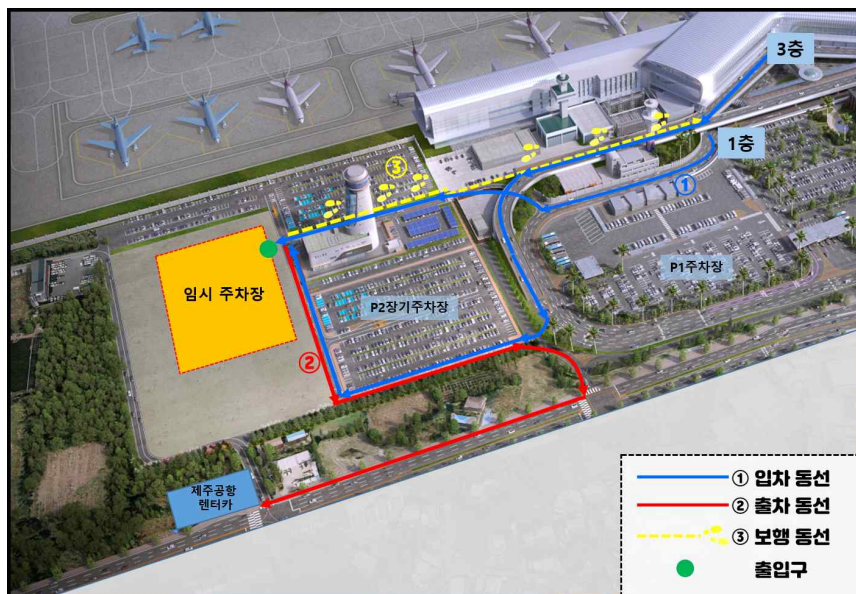 3층
1층
③
①
P1주차장
임시 주차장
P2장기주차장
②
제주공항
렌터카
① 입차 동선
② 출차 동선
③ 보행 동선
출입구